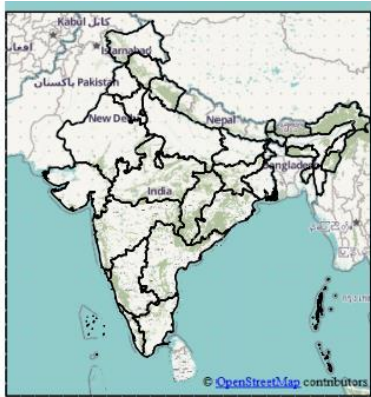 کابل Kabul
Islamabad
پاکستان Pakistan
New Delhi
Nepal
Bangladesh
India
© OpenStreetMap contributors